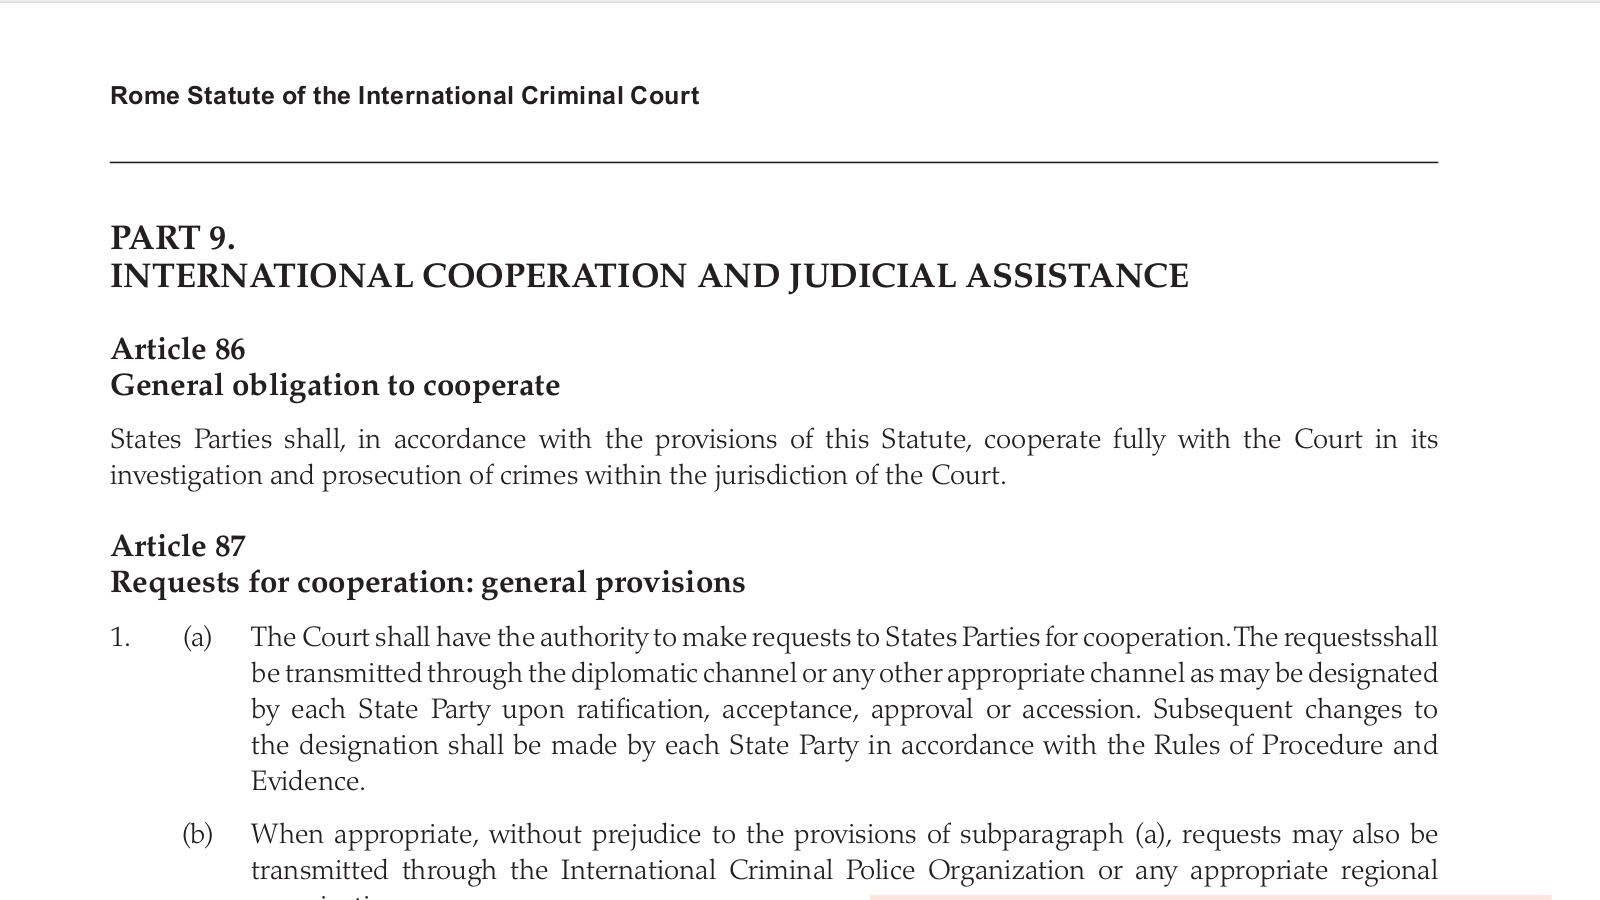 Rome Statute of the International Criminal Court
PART 9.
INTERNATIONAL COOPERATION AND JUDICIAL ASSISTANCE
Article 86
General obligation to cooperate
States Parties shall, in accordance with the provisions of this Statute, cooperate fully with the Court in its
investigation and prosecution of crimes within the jurisdiction of the Court.
Article 87
Requests for cooperation: general provisions
1. (a) The Court shall have the authority to make requests to States Parties for cooperation.The requestsshall
be transmitted through the diplomatic channel or any other appropriate channel as may be designated
by each State Party upon ratification, acceptance, approval or accession. Subsequent changes to
the designation shall be made by each State Party in accordance with the Rules of Procedure and
Evidence.
(b) When appropriate, without prejudice to the provisions of subparagraph (a), requests may also be
transmitted through the International Criminal Police Organization or any appropriate regional